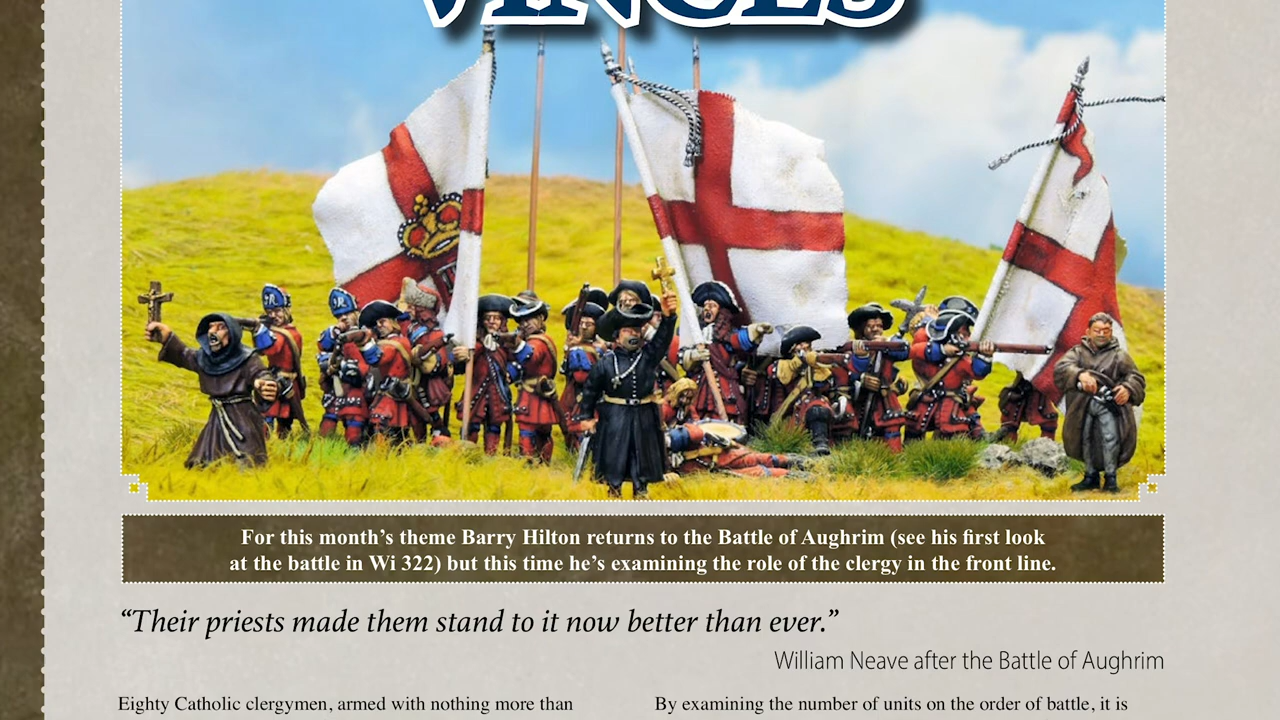 VINCES
For this month’s theme Barry Hilton returns to the Battle of Aughrim (see his first look
at the battle in Wi 322) but this time he’s examining the role of the clergy in the front line.
“Their priests made them stand to it now better than ever.”
William Neave after the Battle of Aughrim
Eighty Catholic clergymen, armed with nothing more than
By examining the number of units on the order of battle, it is